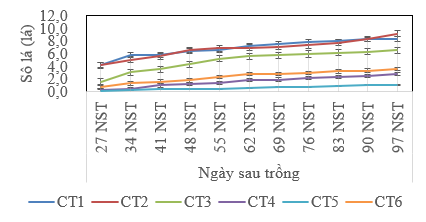 Số lá (lá)
12,0
10,0
8,0
6,0
4,0
2,0
0,0
27 NST
34 NST
41 NST
48 NST
55 NST
62 NST
69 NST
76 NST
83 NST
90 NST
97 NST
Ngày sau trồng
CT1 CT2 CT3 CT4 CT5 CT6